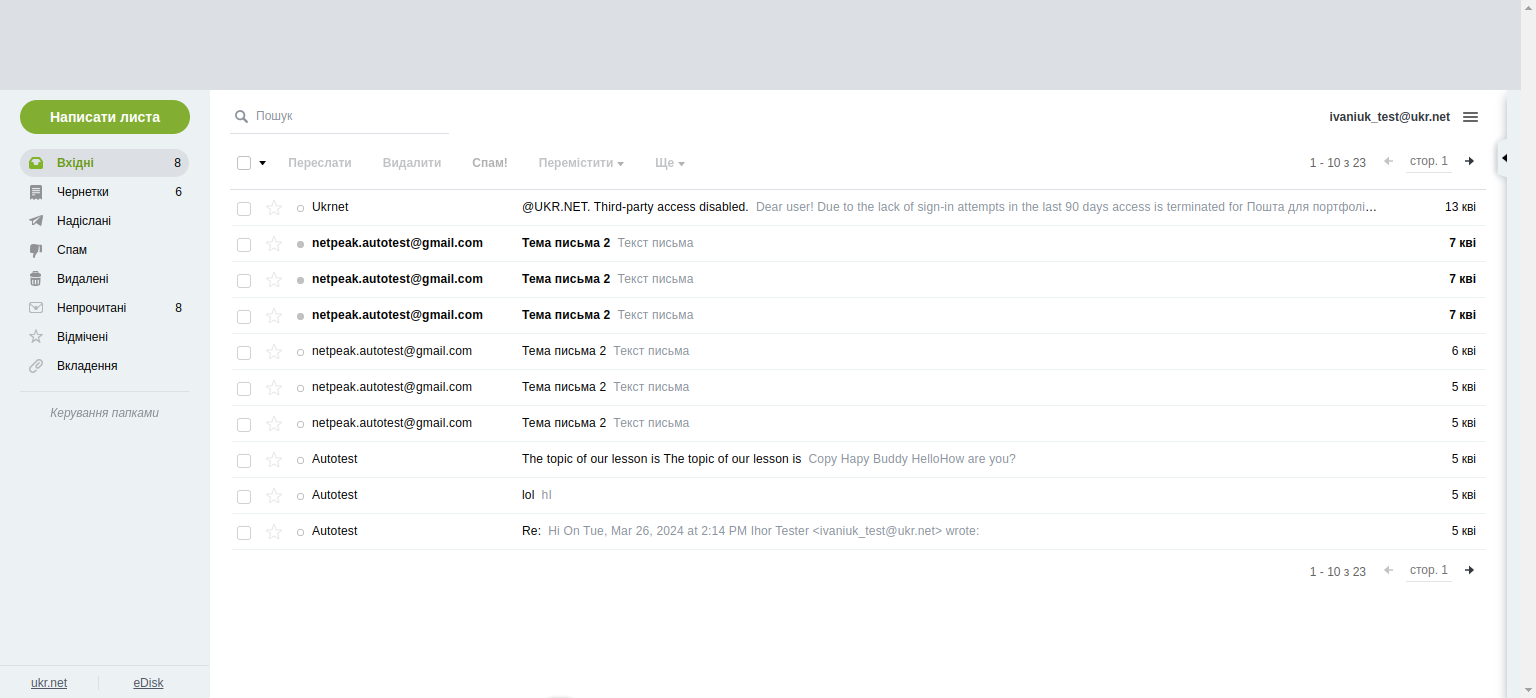 Написати листа
Пошук
ivaniuk_test@ukr.net
Вхідні 8
Чернетки 6
Надіслані
Спам
Видалені
Непрочитані 8
Відмічені
Вкладення
Керування папками
Переслати Видалити Спам! Перемістити Ще 1 - 10 з 23 стор. 1
Ukrnet @UKR.NET. Third-party access disabled. Dear user! Due to the lack of sign-in attempts in the last 90 days access is terminated for Пошта для портфолі... 13 кві
netpeak.autotest@gmail.com Тема письма 2 Текст письма 7 кві
netpeak.autotest@gmail.com Тема письма 2 Текст письма 7 кві
netpeak.autotest@gmail.com Тема письма 2 Текст письма 7 кві
netpeak.autotest@gmail.com Тема письма 2 Текст письма 6 кві
netpeak.autotest@gmail.com Тема письма 2 Текст письма 5 кві
netpeak.autotest@gmail.com Тема письма 2 Текст письма 5 кві
Autotest The topic of our lesson is The topic of our lesson is Copy Hapy Buddy HelloHow are you? 5 кві
Autotest lol hI 5 кві
Autotest Re: Hi On Tue, Mar 26, 2024 at 2:14 PM Ihor Tester <ivaniuk_test@ukr.net> wrote: 5 кві
1 - 10 з 23 стор. 1
ukr.net eDisk